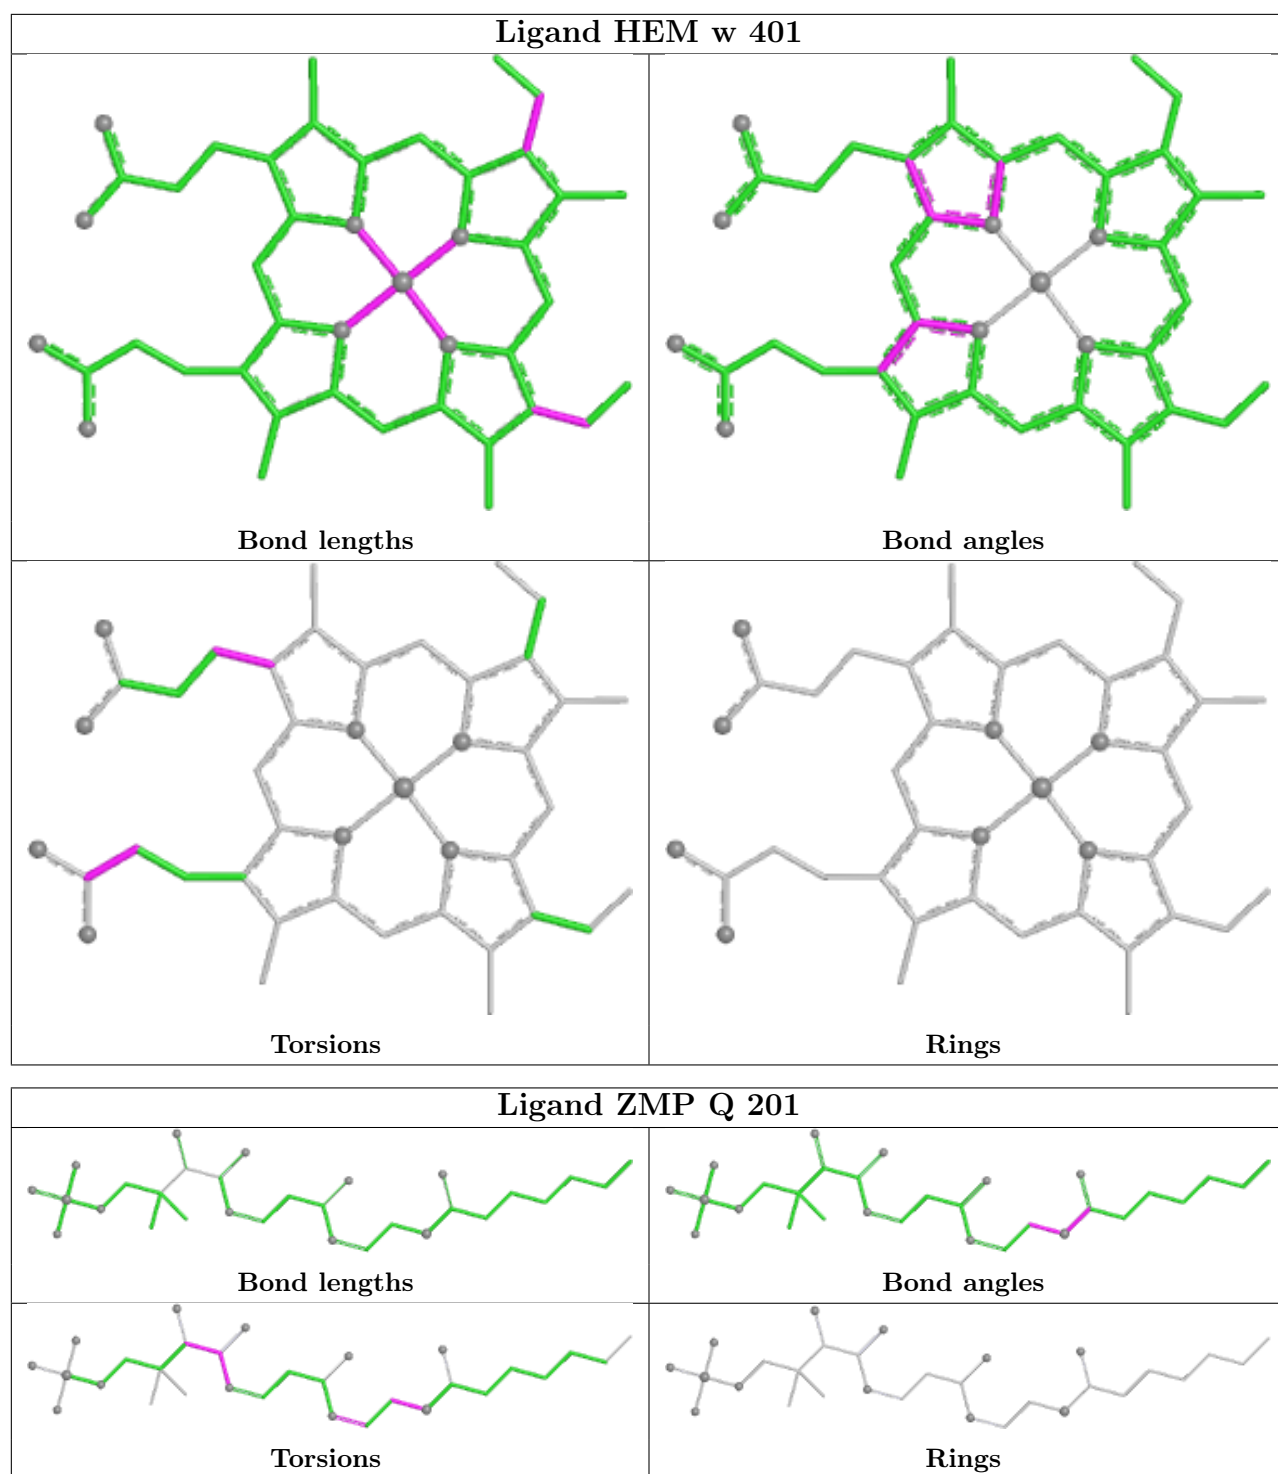 Ligand HEM w 401
Bond lengths
Bond angles
Torsions
Rings
Ligand ZMP Q 201
Bond lengths
Bond angles
Torsions
Rings